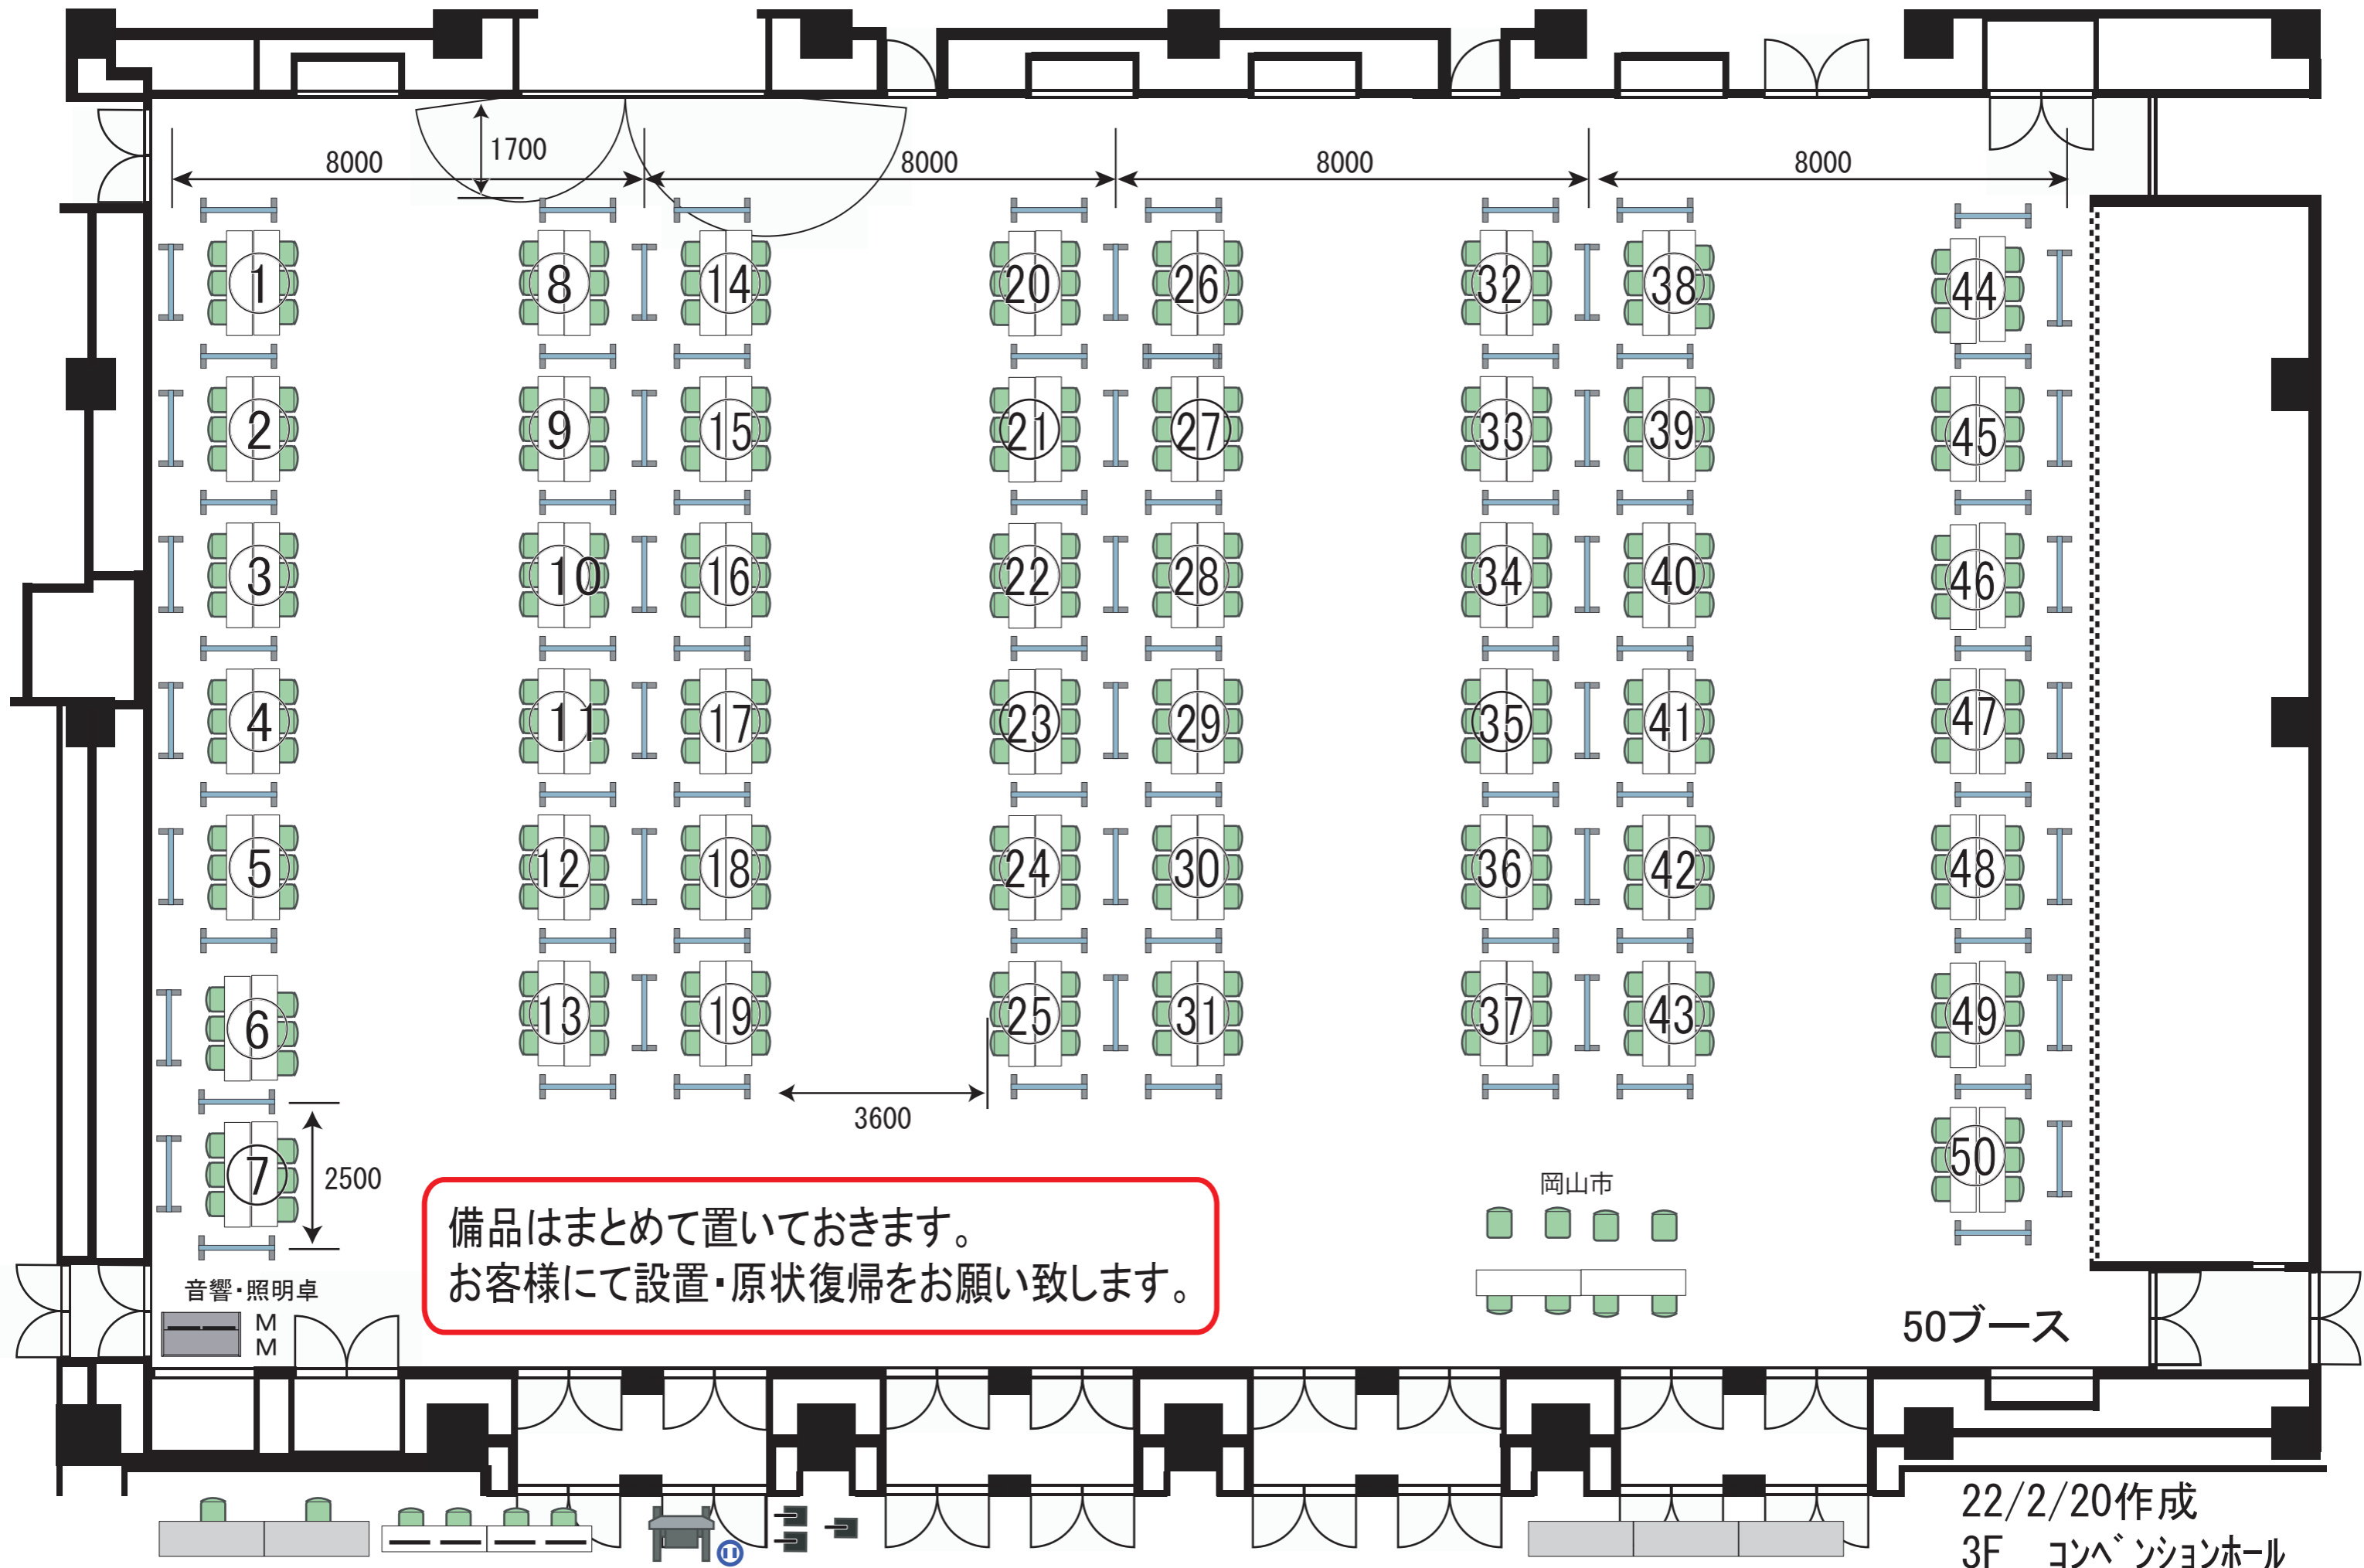 1700
8000 8000 8000 8000
1 8 14 20 26 32 38 44
2 9 15 21 27 33 39 45
3 10 16 22 28 34 40 46
4 11 17 23 29 35 41 47
5 12 18 24 30 36 42 48
6 13 19 25 31 37 43 49
3600
7 50
2500
岡山市
備品はまとめて置いておきます。
お客様にて設置・原状復帰をお願い致します。
音響・照明卓
M
M
50ブース
22/2/20作成
3F コンベンションホール